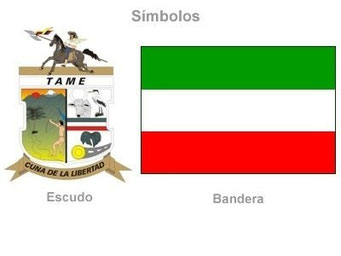 Símbolos
TAME
CUNA DE LA LIBERTAD
Escudo
Bandera